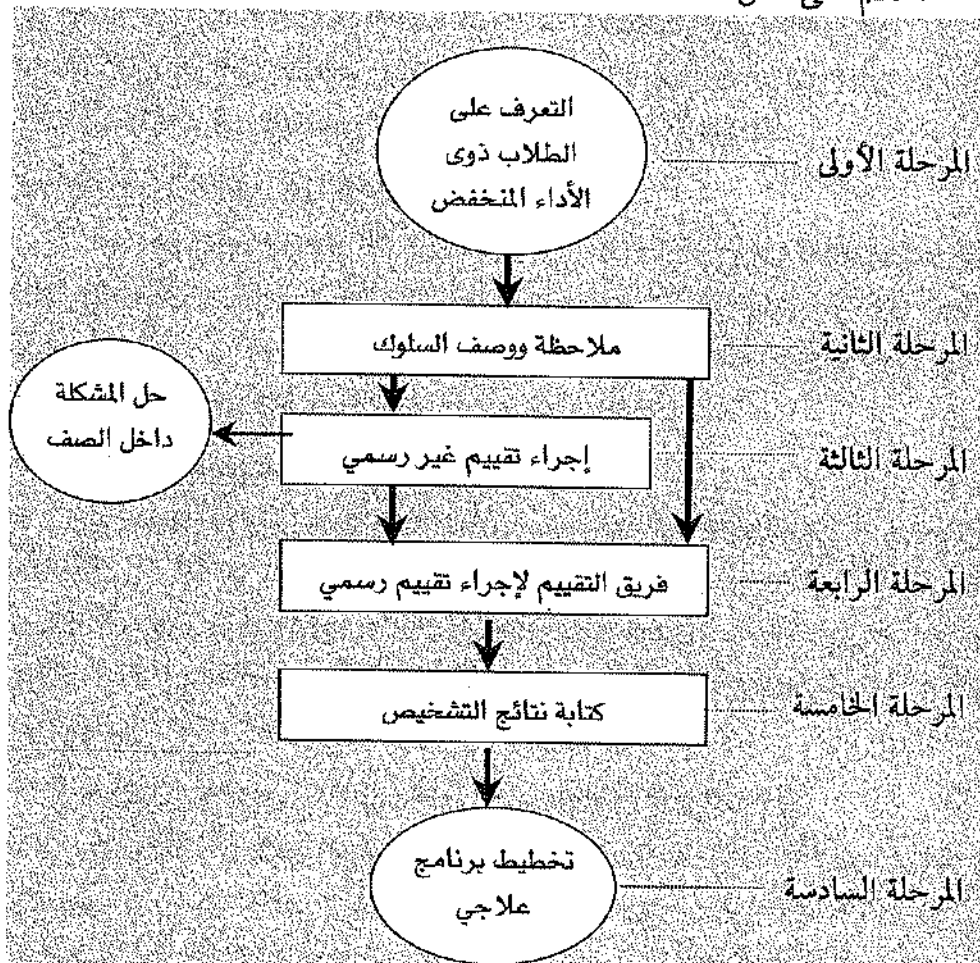 التعرف على
الطلاب ذوى
الأداء المنخفض
المرحلة الأولى
ملاحظة ووصف السلوك
المرحلة الثانية
حل المشكلة
داخل الصف
إجراء تقييم غير رسمي
المرحلة الثالثة
فريق التقييم لإجراء تقييم رسمي
المرحلة الرابعة
كتابة نتائج التشخيص
المرحلة الخامسة
تخطيط برنامج
علاجي
المرحلة السادسة